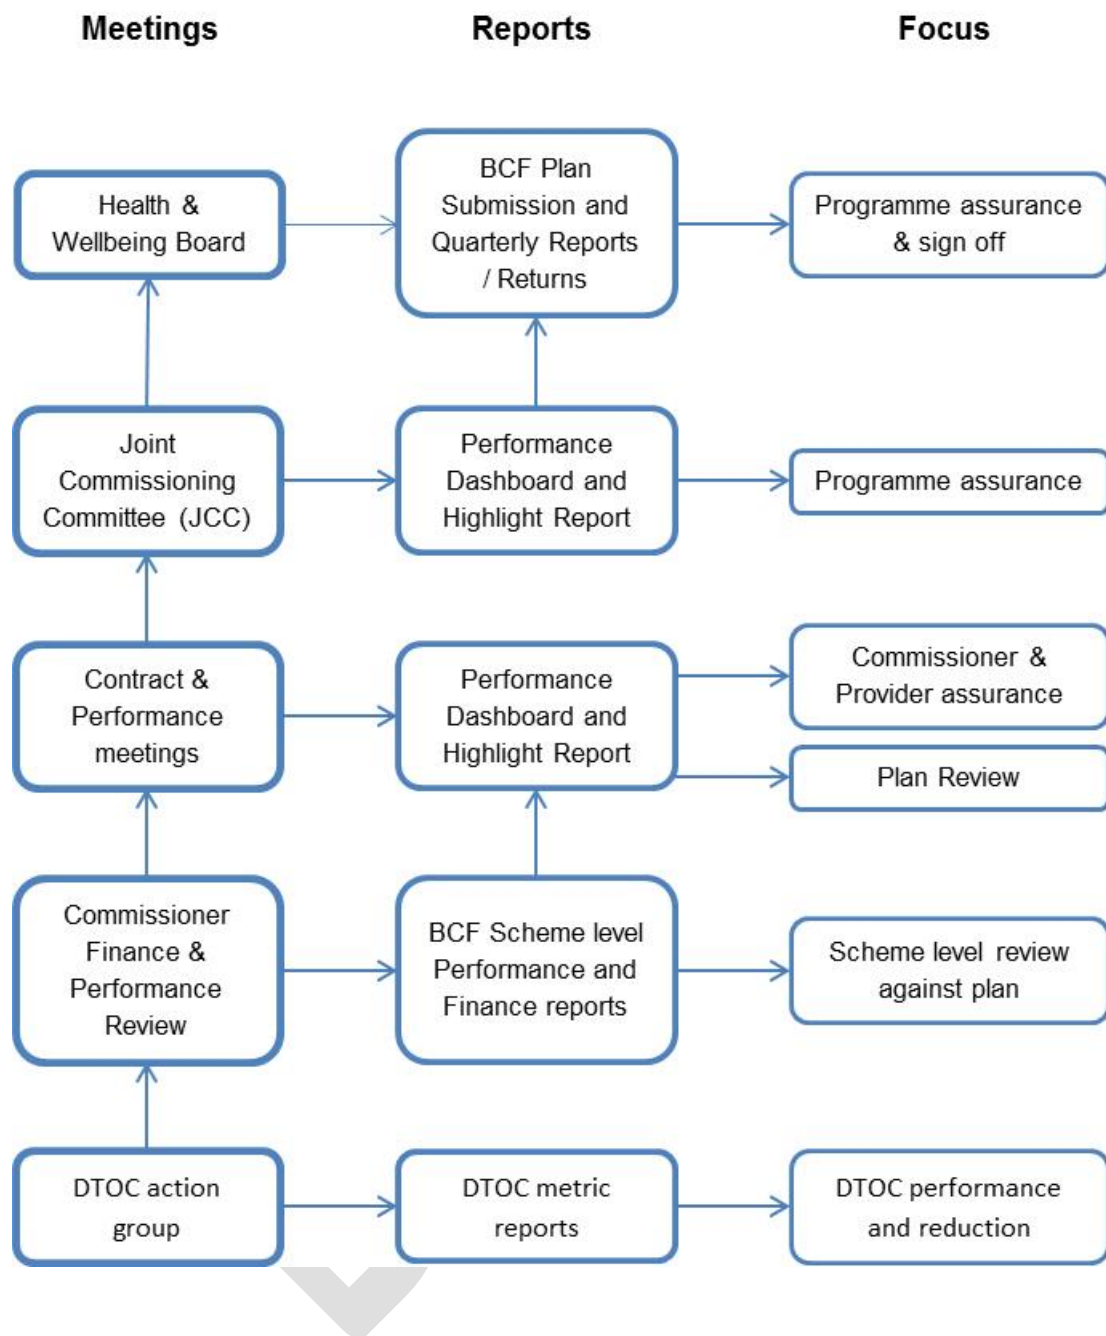 Meetings
Reports
Focus
Health &
Wellbeing Board
BCF Plan
Submission and
Quarterly Reports
/ Returns
Programme assurance
& sign off
Joint
Commissioning
Committee (JCC)
Performance
Dashboard and
Highlight Report
Programme assurance
Contract &
Performance
meetings
Performance
Dashboard and
Highlight Report
Commissioner &
Provider assurance
Plan Review
Commissioner
Finance &
Performance
Review
BCF Scheme level
Performance and
Finance reports
Scheme level review
against plan
DTOC action
group
DTOC metric
reports
DTOC performance
and reduction